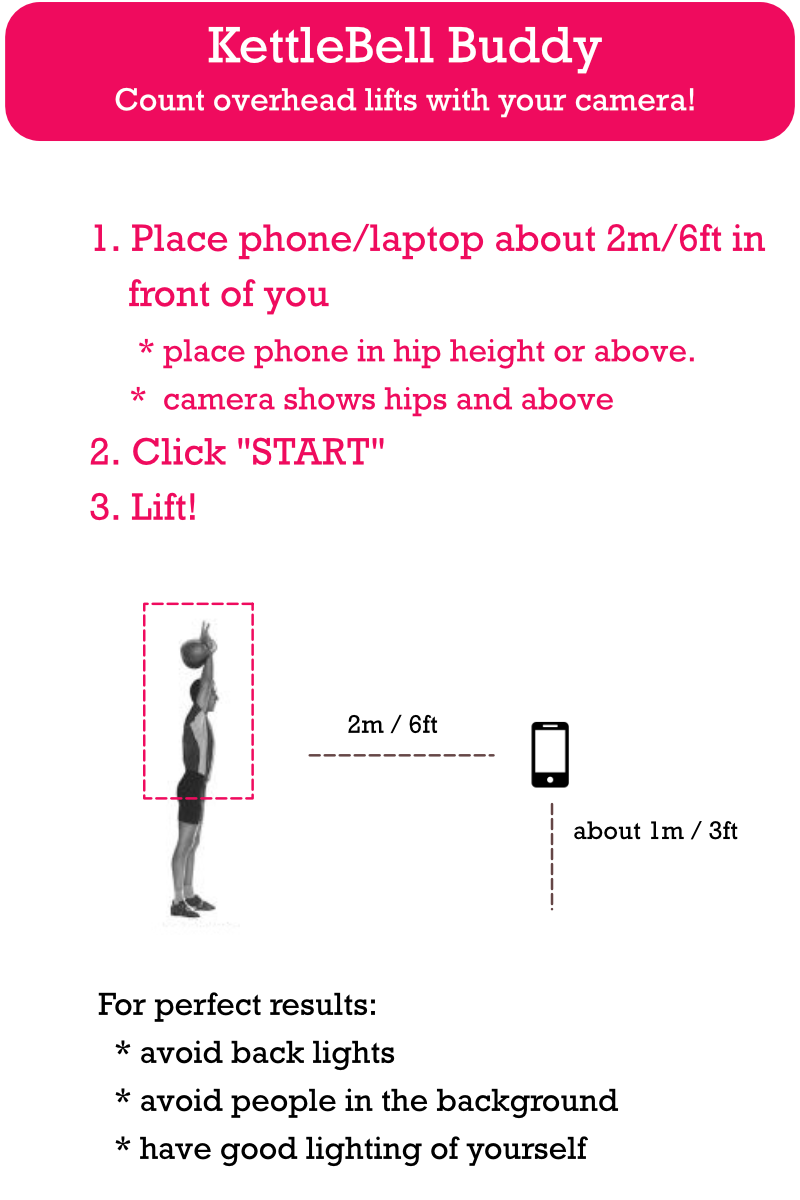 KettleBell Buddy
Count overhead lifts with your camera!
1. Place phone/laptop about 2m/6ft in
front of you
* place phone in hip height or above.
* camera shows hips and above
2. Click "START"
3. Lift!
2m / 6ft
about 1m / 3ft
For perfect results:
* avoid back lights
* avoid people in the background
* have good lighting of yourself